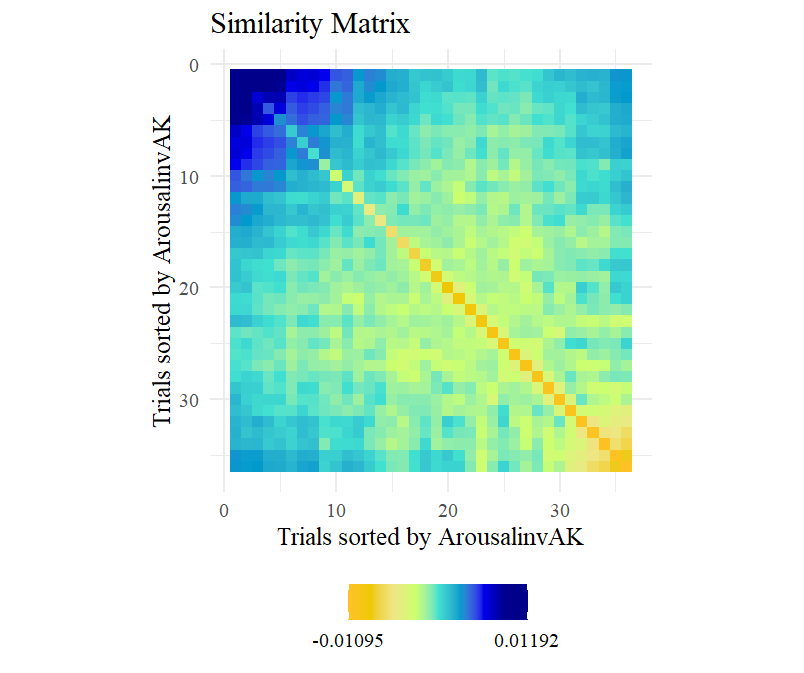 Similarity Matrix
Trials sorted by ArousalinvAK
0
10
20
30
0 10 20 30
Trials sorted by ArousalinvAK
-0.01095 0.01192